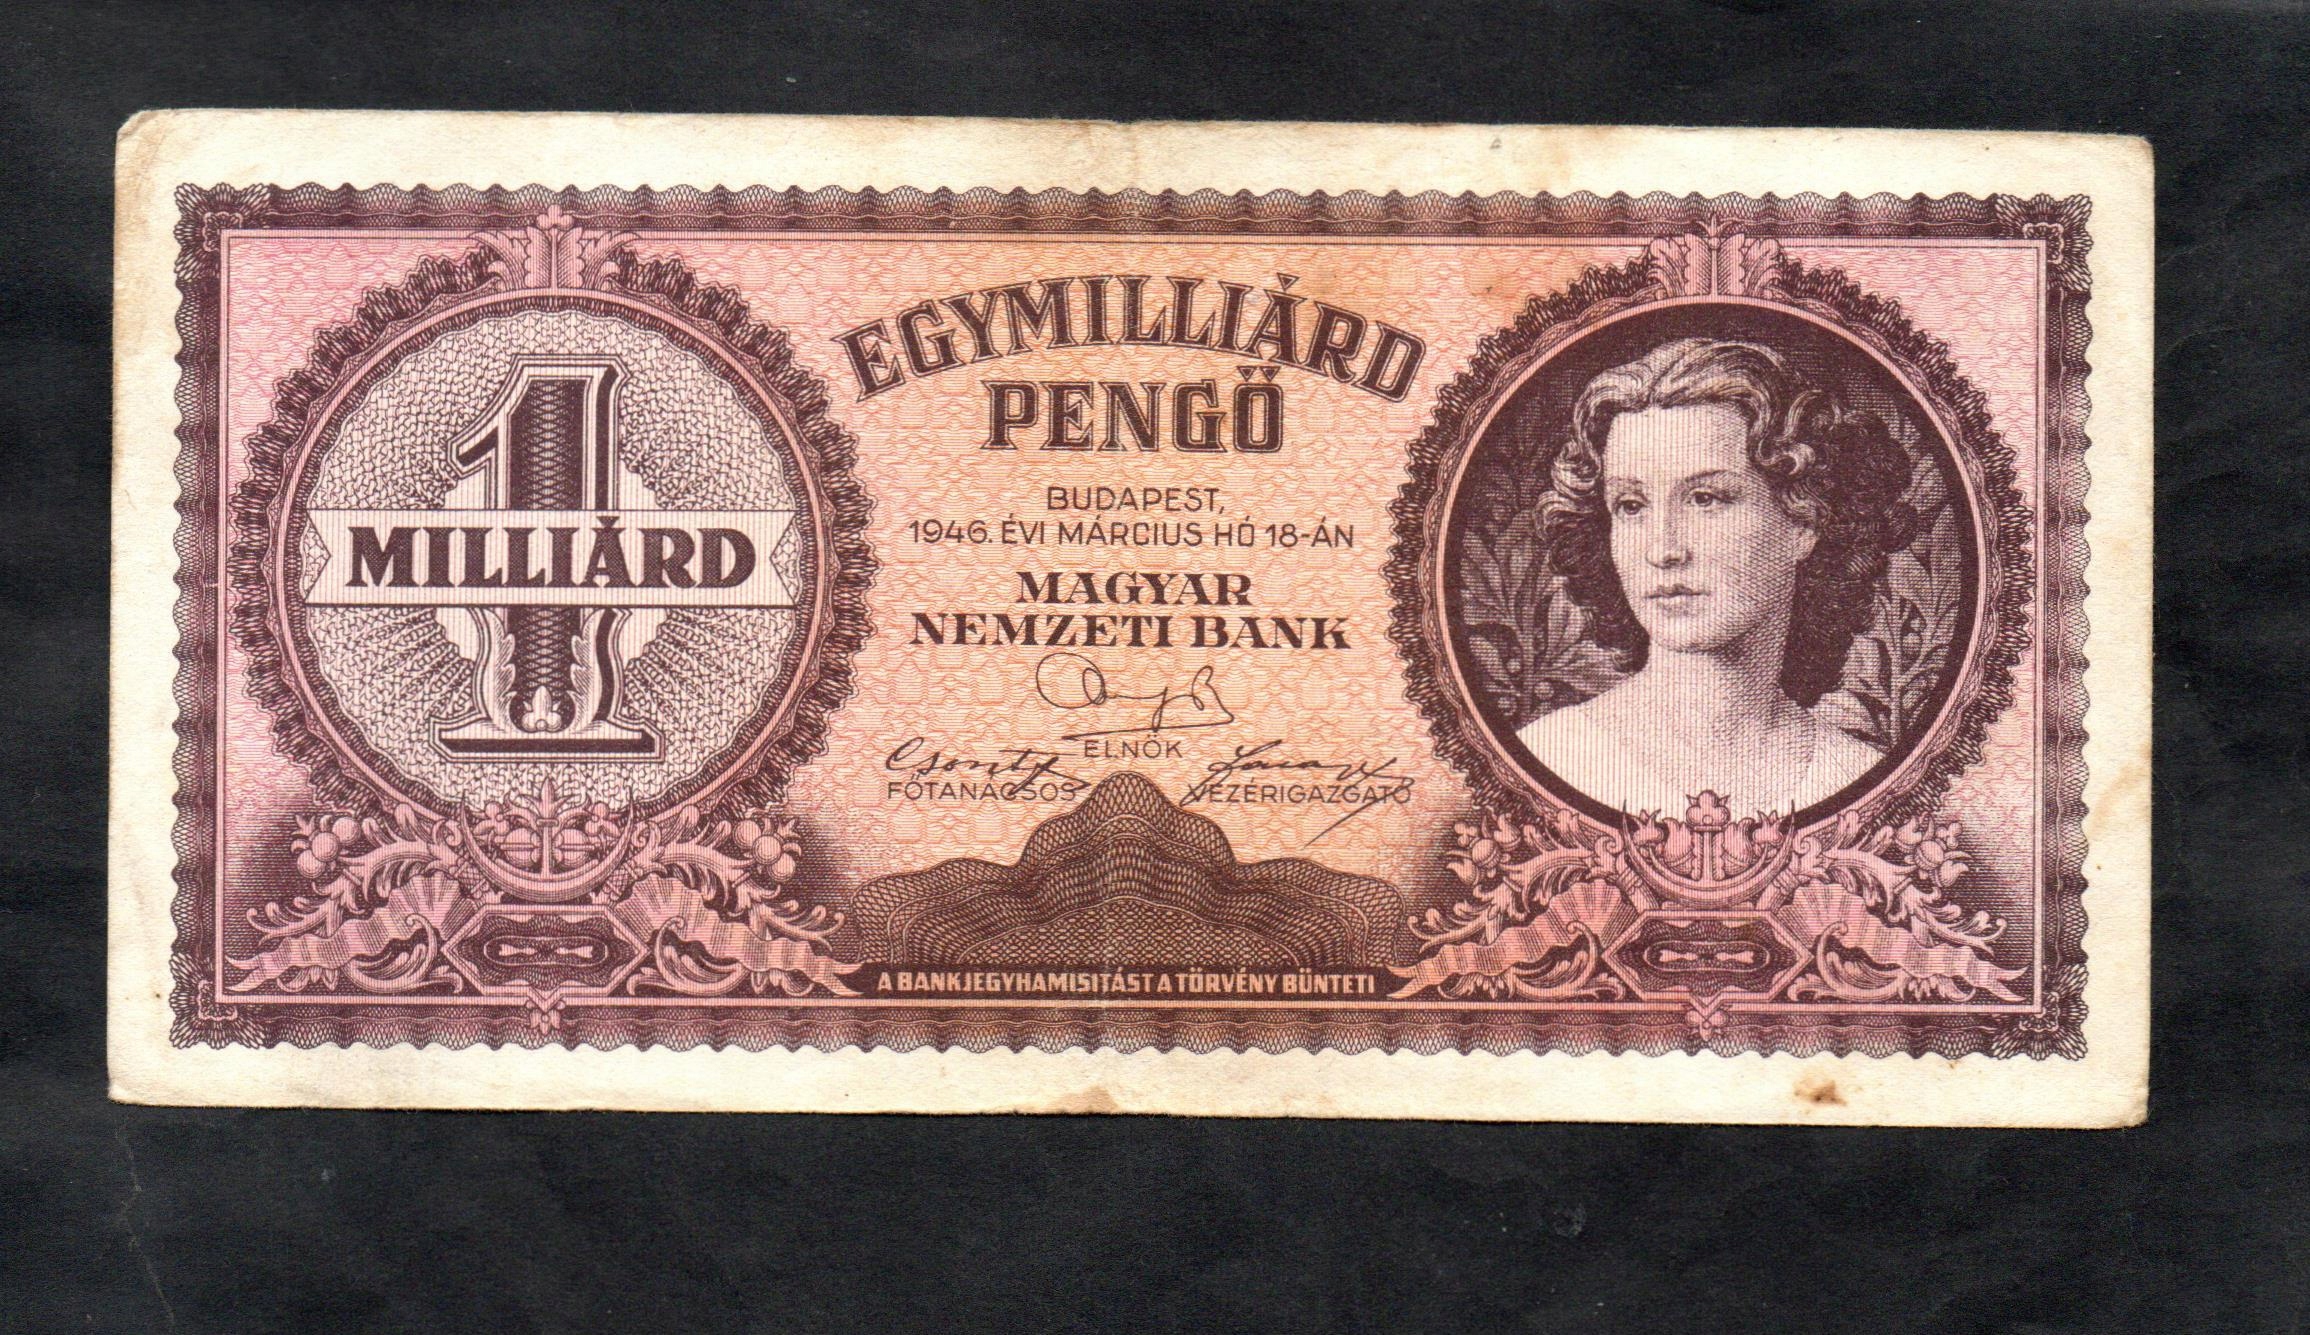 EGYMILLIÁRD
PENGŐ
1
MILLIÁRD
BUDAPEST,
1946. ÉVI MÁRCIUS HÓ 18-ÁN
MAGYAR
NEMZETI BANK
ELNÖK
FŐTANÁCSOS VEZÉRIGAZGATÓ
A BANKJEGYHAMISITÁST A TÖRVÉNY BÜNTETI